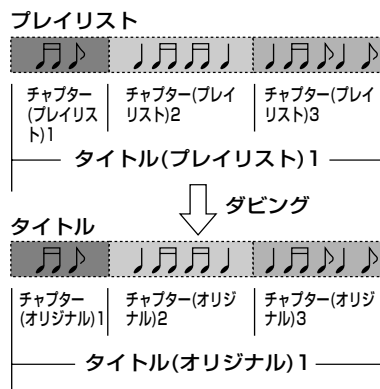 プレイリスト
チャプター
(プレイリス
ト)1
チャプター(プレイ
リスト)2
チャプター(プレイ
リスト)3
タイトル(プレイリスト)1
ダビング
タイトル
チャプター
(オリジナル)1
チャプター(オリジ
ナル)2
チャプター(オリジ
ナル)3
タイトル(オリジナル)1